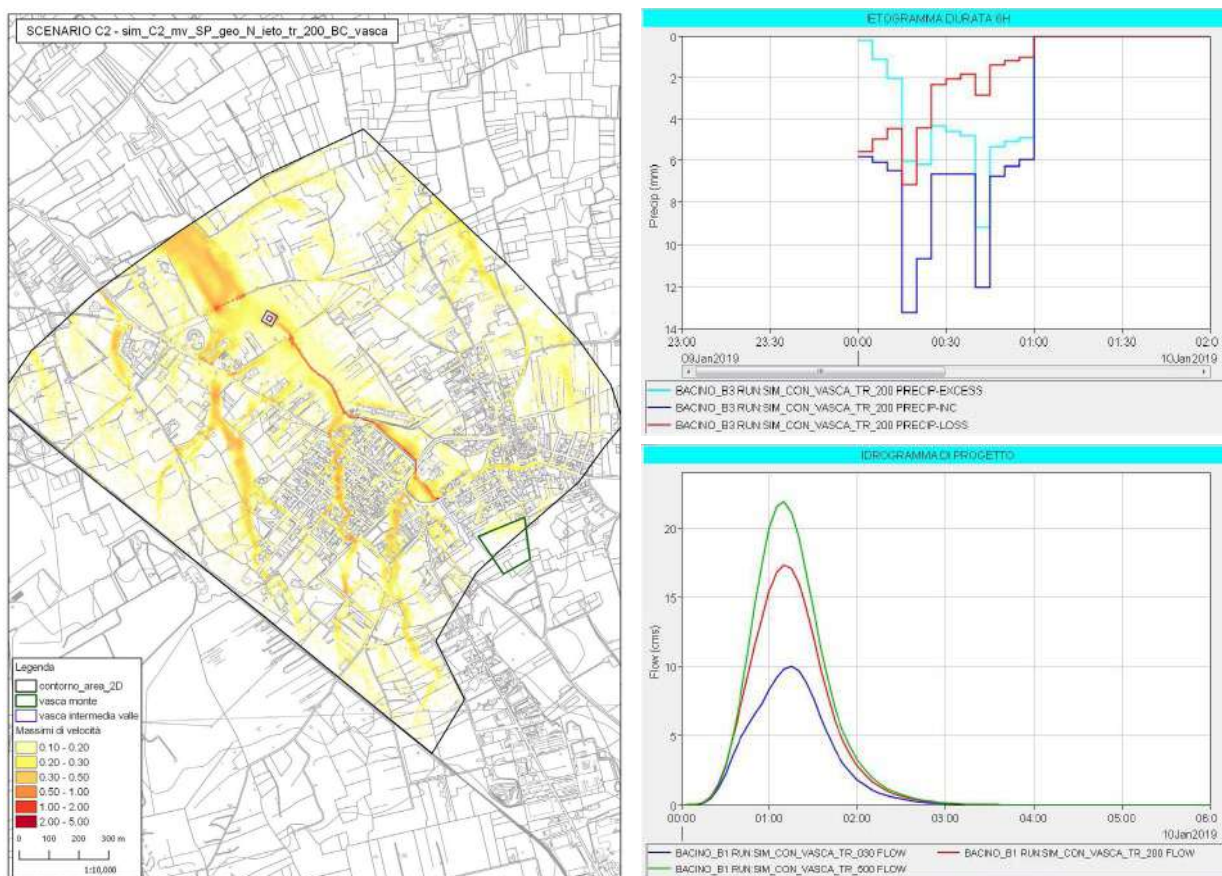 SCENARIO C2 - sim_C2_mv_SP_geo_N_ieto_tr_200_BC_vasca
Legenda
contorno_area_2D
vasca monte
vasca intermedia valle
Massimi di velocità
0.10 - 0.20
0.20 - 0.30
0.30 - 0.50
0.50 - 1.00
1.00 - 2.00
2.00 - 5.00
0 100 200 300 m
1:10,000
IETOGRAMMA DURATA 6H
Precip (mm)
0
2
4
6
8
10
12
14
23:00 23:30 00:00 00:30 01:00 01:30 02:0
09Jan2019 10Jan2019
BACINO_B3 RUN:SIM_CON_VASCA_TR_200 PRECIP-EXCESS
BACINO_B3 RUN:SIM_CON_VASCA_TR_200 PRECIP-INC
BACINO_B3 RUN:SIM_CON_VASCA_TR_200 PRECIP-LOSS
IDROGRAMMA DI PROGETTO
Flow (cms)
20
15
10
5
0
00:00 01:00 02:00 03:00 04:00 05:00 06:0
10Jan2019
BACINO_B1 RUN:SIM_CON_VASCA_TR_030 FLOW BACINO_B1 RUN:SIM_CON_VASCA_TR_200 FLOW
BACINO_B1 RUN:SIM_CON_VASCA_TR_500 FLOW